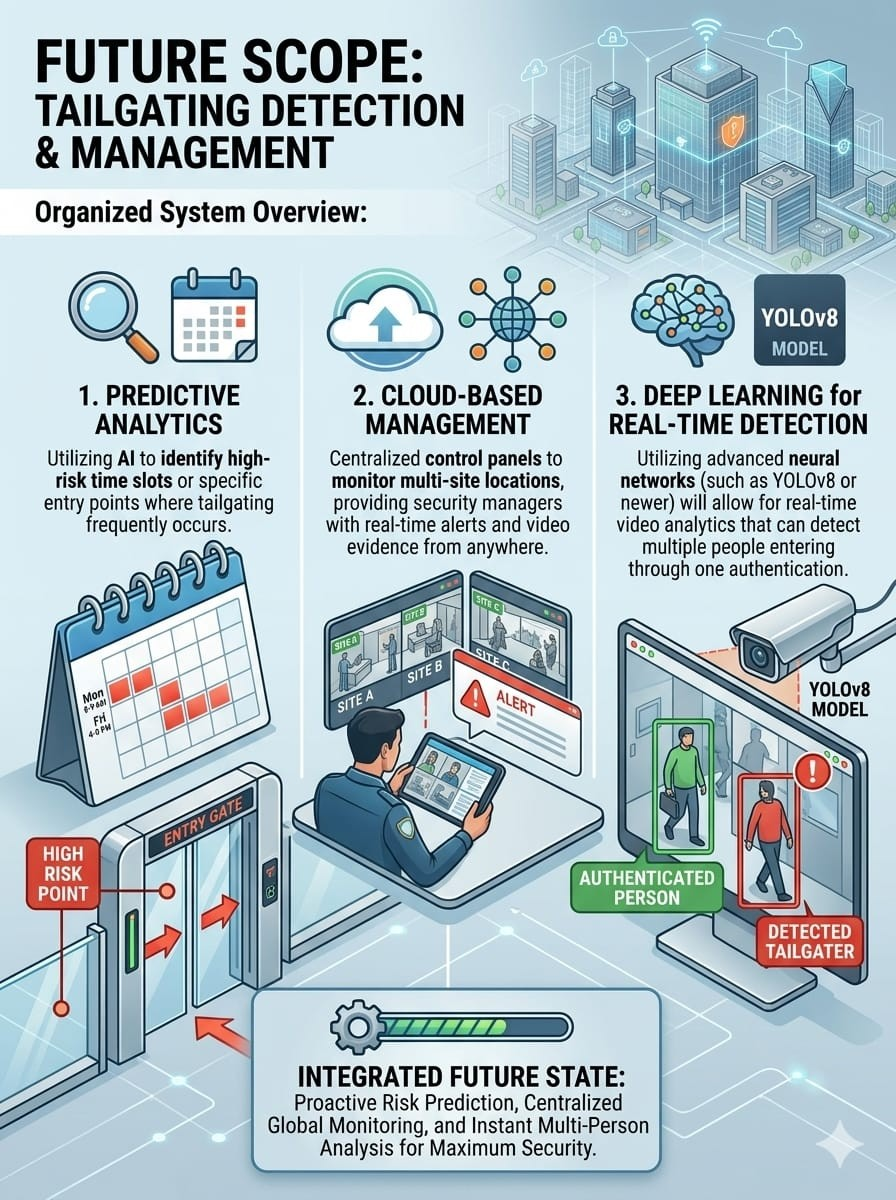 FUTURE SCOPE:
TAILGATING DETECTION
& MANAGEMENT
Organized System Overview:
YOLOv8
MODEL
1. PREDICTIVE
ANALYTICS
Utilizing AI to identify high-
risk time slots or specific
entry points where tailgating
frequently occurs.
2. CLOUD-BASED
MANAGEMENT
Centralized control panels to
monitor multi-site locations,
providing security managers
with real-time alerts and video
evidence from anywhere.
3. DEEP LEARNING for
REAL-TIME DETECTION
Utilizing advanced neural
networks (such as YOLOv8 or
newer) will allow for real-time
video analytics that can detect
multiple people entering
through one authentication.
Mon
Fri
SITE A
SITE C
SITE A
SITE B
SITE C
ALERT
YOLOv8
MODEL
ENTRY GATE
HIGH
RISK
POINT
AUTHENTICATED
PERSON
DETECTED
TAILGATER
INTEGRATED FUTURE STATE:
Proactive Risk Prediction, Centralized
Global Monitoring, and Instant Multi-Person
Analysis for Maximum Security.